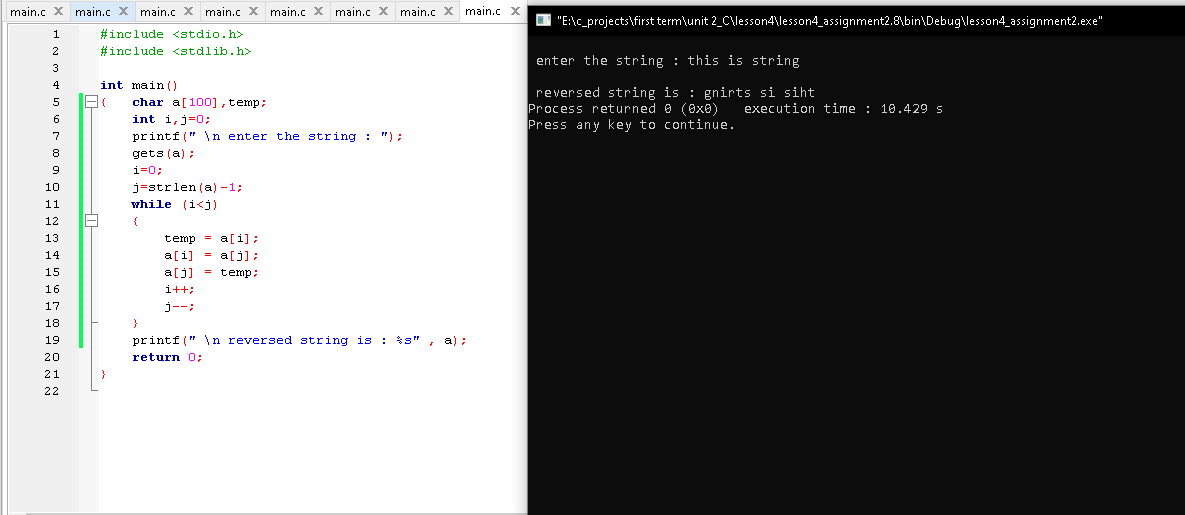 main.c X main.c X main.c X main.c X main.c X main.c X main.c X main.c X
1 #include <stdio.h>
2 #include <stdlib.h>
3
4 int main()
5 { char a[100],temp;
6 int i,j=0;
7 printf(" \n enter the string : ");
8 gets(a);
9 i=0;
10 j=strlen(a)-1;
11 while (i<j)
12 {
13 temp = a[i];
14 a[i] = a[j];
15 a[j] = temp;
16 i++;
17 j--;
18 }
19 printf(" \n reversed string is : %s" , a);
20 return 0;
21 }
22
"E:\c_projects\first term\unit 2_C\lesson4\lesson4_assignment2.8\bin\Debug\lesson4_assignment2.exe"
enter the string : this is string
reversed string is : gnirts si siht
Process returned 0 (0x0)   execution time : 10.429 s
Press any key to continue.